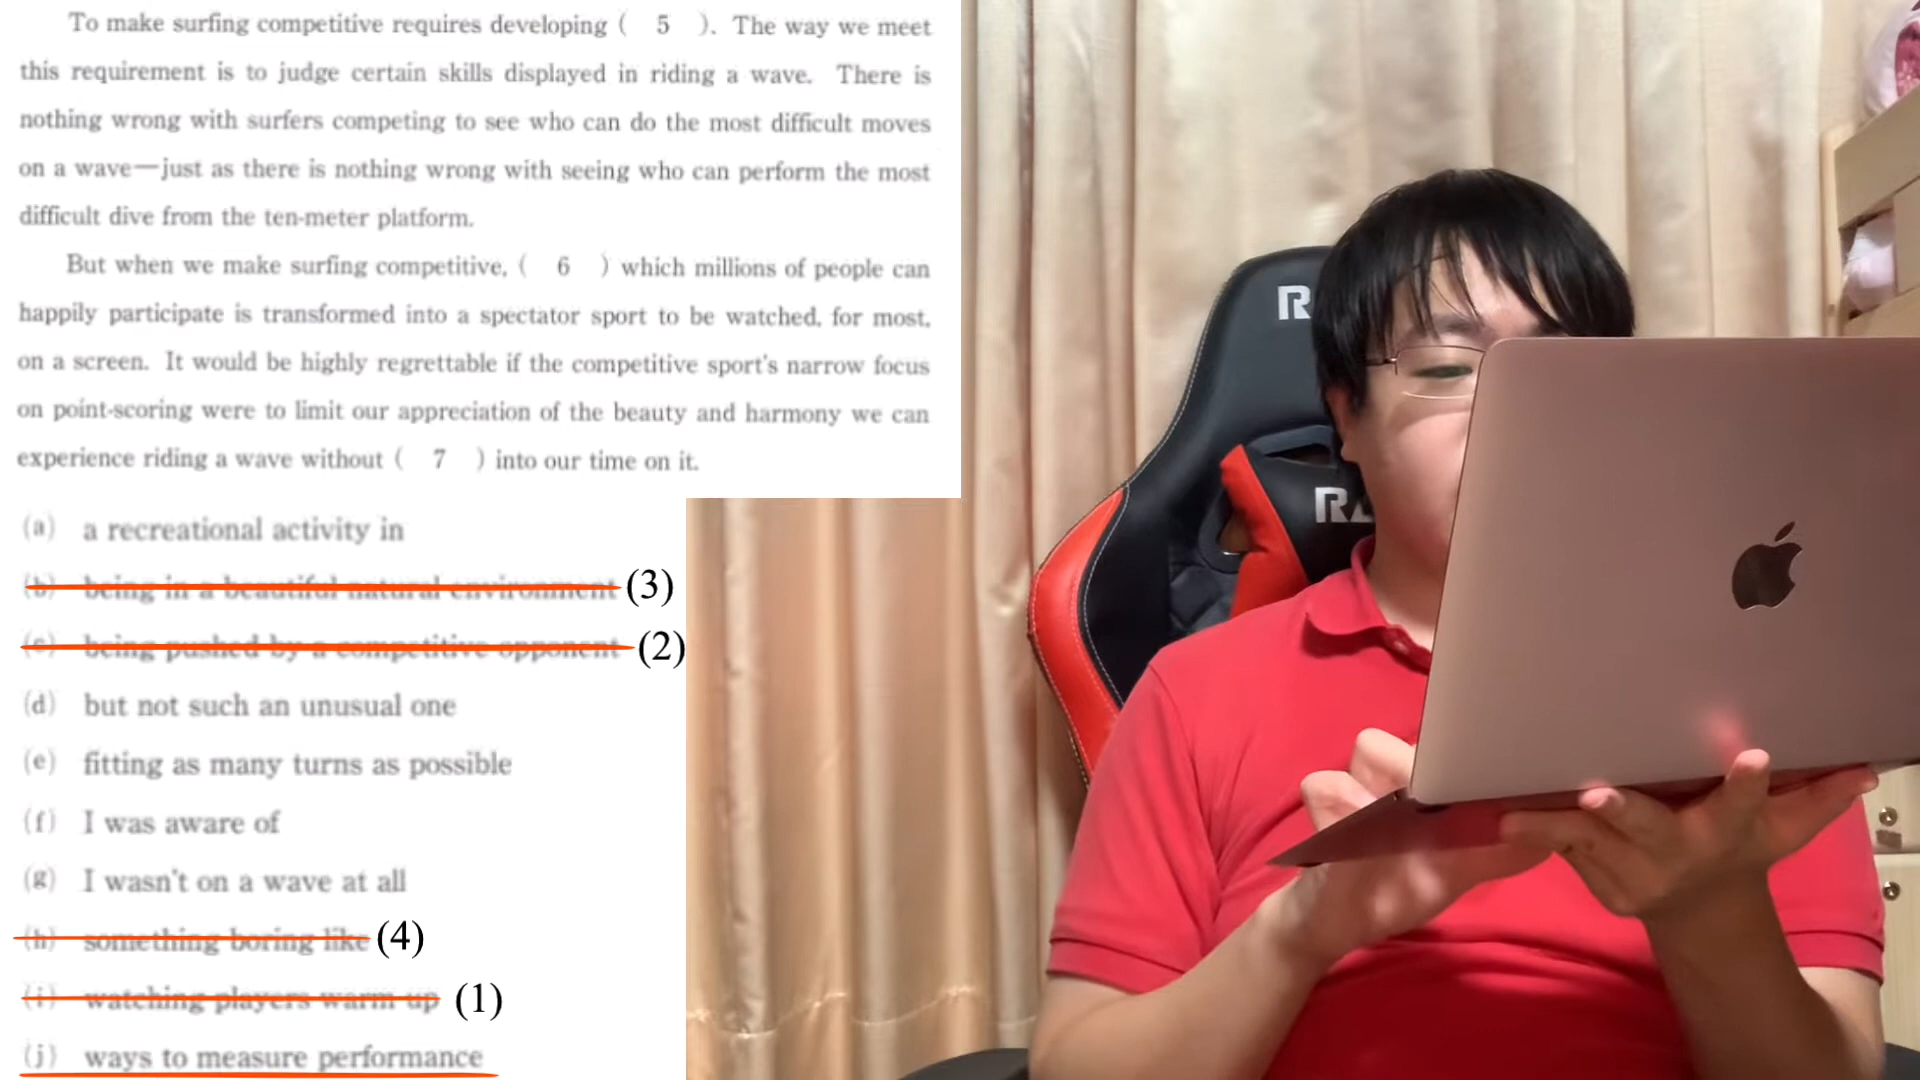 To make surfing competitive requires developing ( 5 ). The way we meet
this requirement is to judge certain skills displayed in riding a wave. There is
nothing wrong with surfers competing to see who can do the most difficult moves
on a wave—just as there is nothing wrong with seeing who can perform the most
difficult dive from the ten-meter platform.
But when we make surfing competitive, ( 6 ) which millions of people can
happily participate is transformed into a spectator sport to be watched, for most,
on a screen. It would be highly regrettable if the competitive sport's narrow focus
on point-scoring were to limit our appreciation of the beauty and harmony we can
experience riding a wave without ( 7 ) into our time on it.
(a) a recreational activity in
(b) being in a beautiful natural environment (3)
(c) being pushed by a competitive opponent (2)
(d) but not such an unusual one
(e) fitting as many turns as possible
(f) I was aware of
(g) I wasn't on a wave at all
(h) something boring like (4)
(i) watching players warm up (1)
(j) ways to measure performance